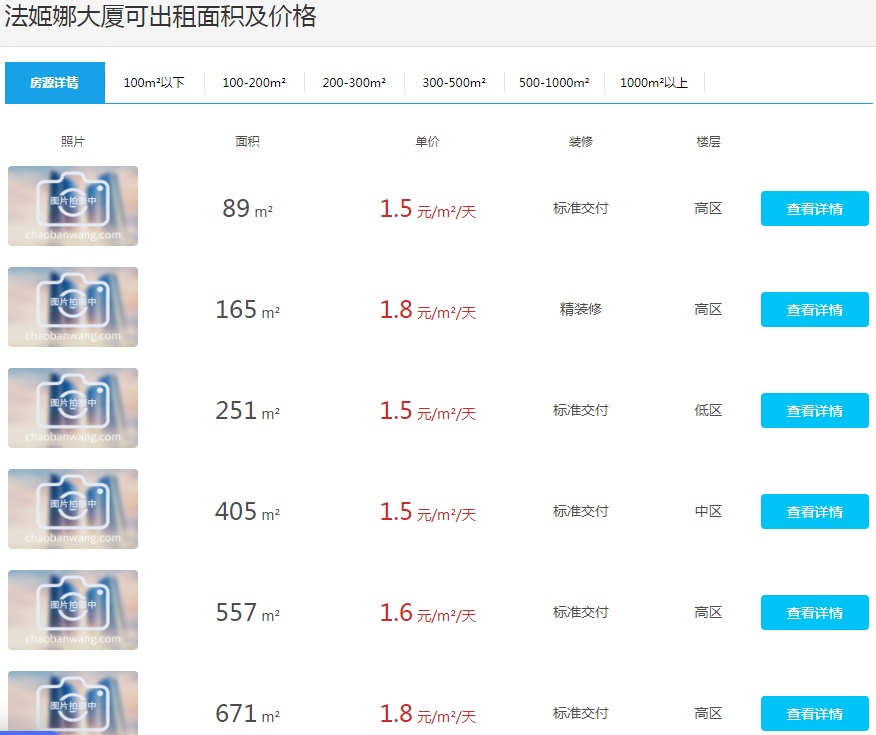 法姬娜大厦可出租面积及价格
房源详情 100m²以下 100-200m² 200-300m² 300-500m² 500-1000m² 1000m²以上
照片 面积 单价 装修 楼层
图片拍摄中
chaobanwang.com
89 m² 1.5 元/m²/天 标准交付 高区 查看详情
图片拍摄中
chaobanwang.com
165 m² 1.8 元/m²/天 精装修 高区 查看详情
图片拍摄中
chaobanwang.com
251 m² 1.5 元/m²/天 标准交付 低区 查看详情
图片拍摄中
chaobanwang.com
405 m² 1.5 元/m²/天 标准交付 中区 查看详情
图片拍摄中
chaobanwang.com
557 m² 1.6 元/m²/天 标准交付 高区 查看详情
图片拍摄中
671 m² 1.8 元/m²/天 标准交付 高区 查看详情